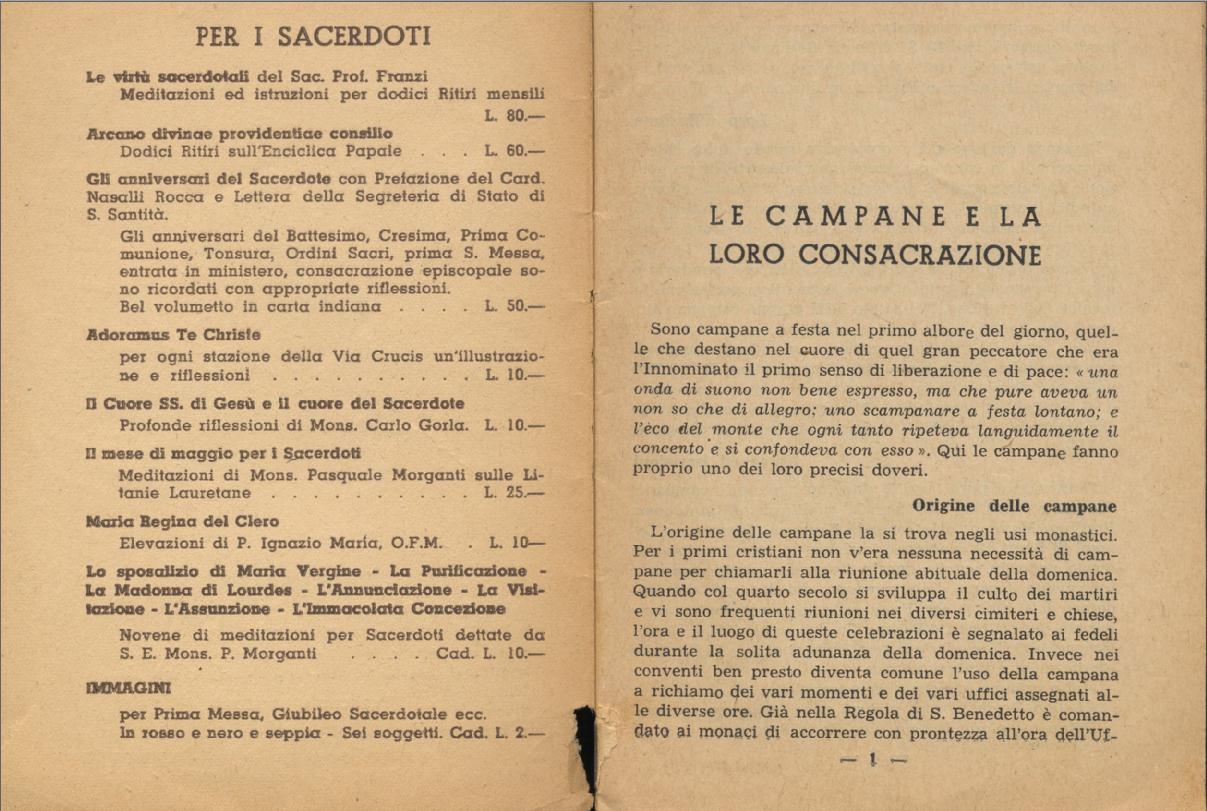 PER I SACERDOTI
Le virtù sacerdotali del Sac. Prof. Franzi
Meditazioni ed istruzioni per dodici Ritiri mensili
L. 80.—
Arcano divinae providentiae consilio
Dodici Ritiri sull'Enciclica Papale . . . L. 60.—
Gli anniversari del Sacerdote con Prefazione del Card.
Nasalli Rocca e Lettera della Segreteria di Stato di
S. Santità.
Gli anniversari del Battesimo, Cresima, Prima Co-
munione, Tonsura, Ordini Sacri, prima S. Messa,
entrata in ministero, consacrazione episcopale so-
no ricordati con appropriate riflessioni.
Bel volumetto in carta indiana . . . . L. 50.—
Adoramus Te Christe
per ogni stazione della Via Crucis un'illustrazio-
ne e riflessioni . . . . . . . . . . L. 10.—
Il Cuore SS. di Gesù e il cuore del Sacerdote
Profonde riflessioni di Mons. Carlo Gorla. L. 10.—
Il mese di maggio per i Sacerdoti
Meditazioni di Mons. Pasquale Morganti sulle Li-
tanie Lauretane . . . . . . . . . . L. 25.—
Maria Regina del Clero
Elevazioni di P. Ignazio Maria, O.F.M. . L. 10—
Lo sposalizio di Maria Vergine - La Purificazione -
La Madonna di Lourdes - L'Annunciazione - La Visi-
tazione - L'Assunzione - L'Immacolata Concezione
Novene di meditazioni per Sacerdoti dettate da
S. E. Mons. P. Morganti . . . . Cad. L. 10.—
IMMAGINI
per Prima Messa, Giubileo Sacerdotale ecc.
In rosso e nero e seppia - Sei soggetti. Cad. L. 2.—
LE CAMPANE E LA
LORO CONSACRAZIONE
Sono campane a festa nel primo albore del giorno, quel-
le che destano nel cuore di quel gran peccatore che era
l'Innominato il primo senso di liberazione e di pace: « una
onda di suono non bene espresso, ma che pure aveva un
non so che di allegro; uno scampanare a festa lontano; e
l'éco del monte che ogni tanto ripeteva languidamente il
concento e si confondeva con esso ». Qui le campane fanno
proprio uno dei loro precisi doveri.
Origine delle campane
L'origine delle campane la si trova negli usi monastici.
Per i primi cristiani non v'era nessuna necessità di cam-
pane per chiamarli alla riunione abituale della domenica.
Quando col quarto secolo si sviluppa il culto dei martiri
e vi sono frequenti riunioni nei diversi cimiteri e chiese,
l'ora e il luogo di queste celebrazioni è segnalato ai fedeli
durante la solita adunanza della domenica. Invece nei
conventi ben presto diventa comune l'uso della campana
a richiamo dei vari momenti e dei vari uffici assegnati al-
le diverse ore. Già nella Regola di S. Benedetto è coman-
dato ai monaci di accorrere con prontezza all'ora dell'Uf-
— 1 —